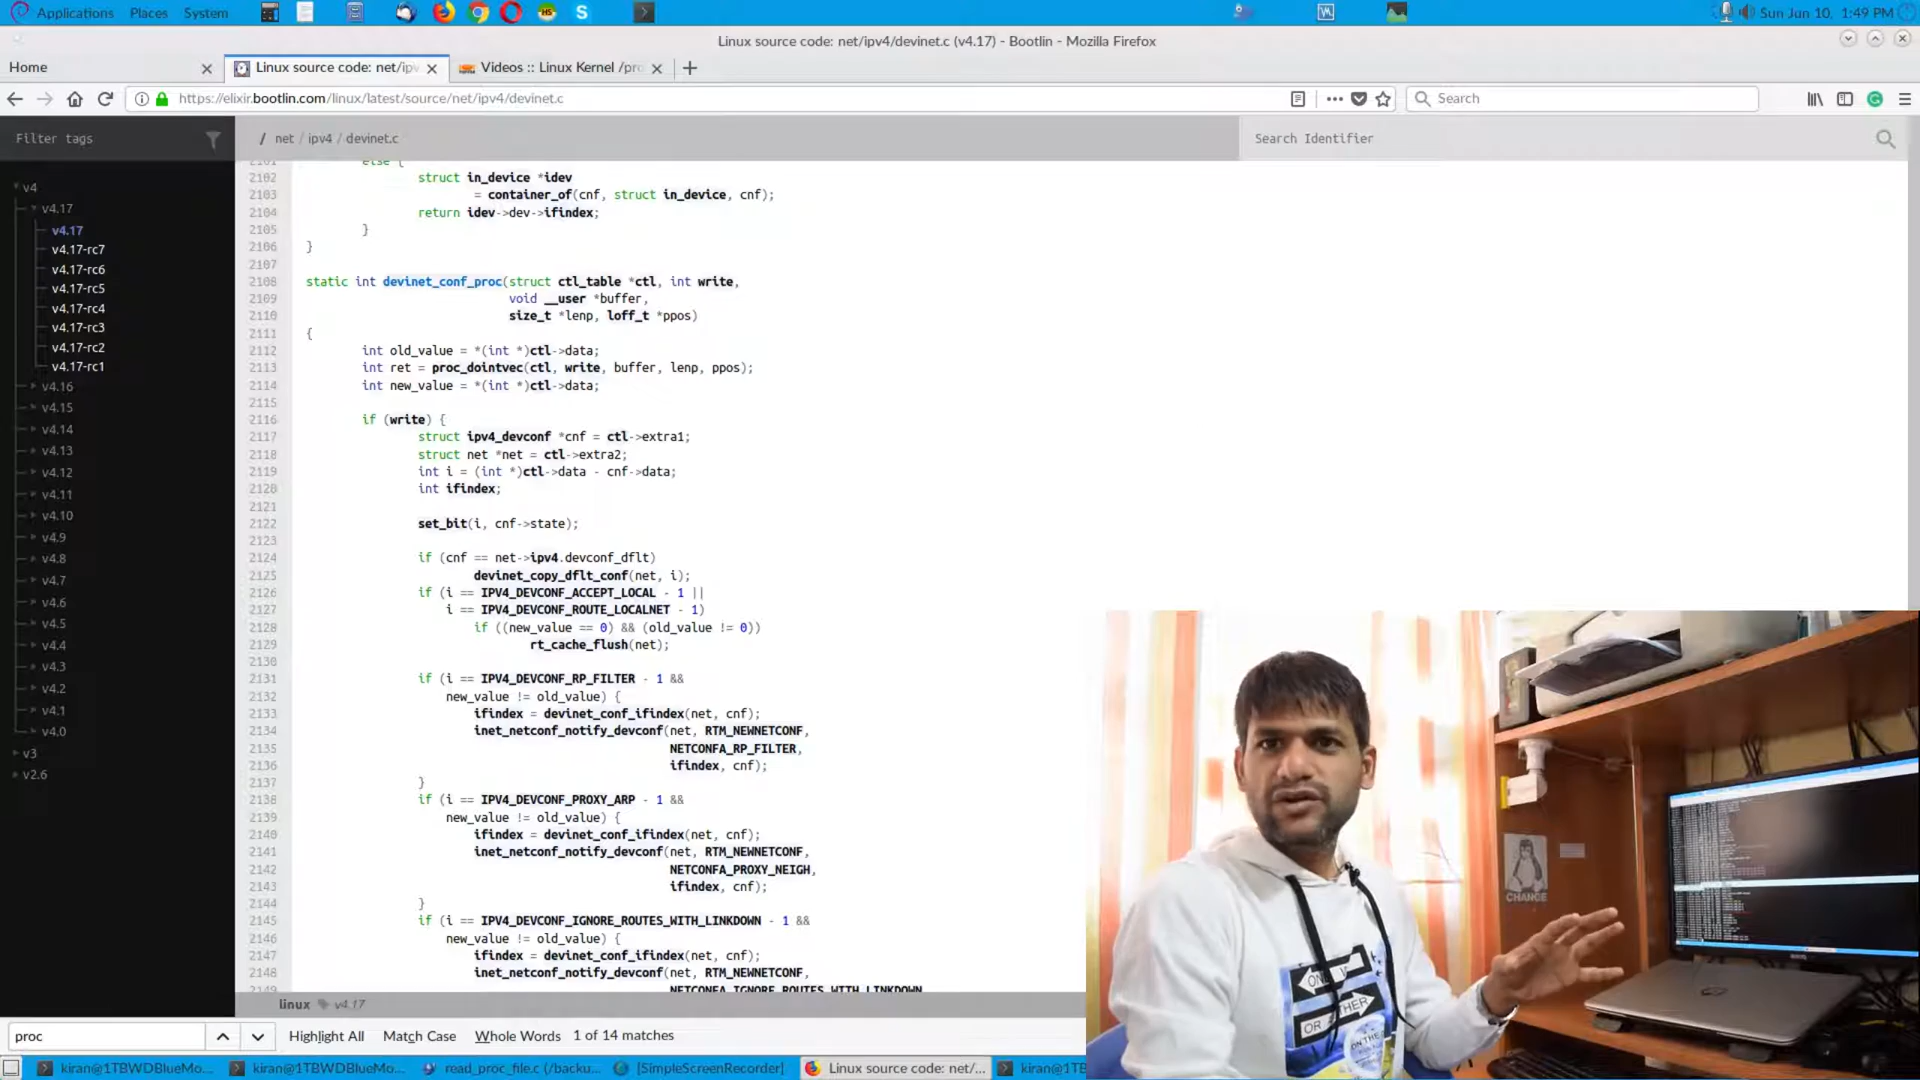 Applications Places System
Sun Jun 10, 1:49 PM
Linux source code: net/ipv4/devinet.c (v4.17) - Bootlin - Mozilla Firefox
Home
Linux source code: net/ipv
Videos :: Linux Kernel /pro
https://elixir.bootlin.com/linux/latest/source/net/ipv4/devinet.c
Search
Filter tags
/ net / ipv4 / devinet.c
Search Identifier
v4
v4.17
v4.17
v4.17-rc7
v4.17-rc6
v4.17-rc5
v4.17-rc4
v4.17-rc3
v4.17-rc2
v4.17-rc1
v4.16
v4.15
v4.14
v4.13
v4.12
v4.11
v4.10
v4.9
v4.8
v4.7
v4.6
v4.5
v4.4
v4.3
v4.2
v4.1
v4.0
v3
v2.6
2101 else {
2102 struct in_device *idev
2103 = container_of(cnf, struct in_device, cnf);
2104 return idev->dev->ifindex;
2105 }
2106 }
2107
2108 static int devinet_conf_proc(struct ctl_table *ctl, int write,
2109 void __user *buffer,
2110 size_t *lenp, loff_t *ppos)
2111 {
2112 int old_value = *(int *)ctl->data;
2113 int ret = proc_dointvec(ctl, write, buffer, lenp, ppos);
2114 int new_value = *(int *)ctl->data;
2115
2116 if (write) {
2117 struct ipv4_devconf *cnf = ctl->extra1;
2118 struct net *net = ctl->extra2;
2119 int i = (int *)ctl->data - cnf->data;
2120 int ifindex;
2121
2122 set_bit(i, cnf->state);
2123
2124 if (cnf == net->ipv4.devconf_dflt)
2125 devinet_copy_dflt_conf(net, i);
2126 if (i == IPV4_DEVCONF_ACCEPT_LOCAL - 1 ||
2127 i == IPV4_DEVCONF_ROUTE_LOCALNET - 1)
2128 if ((new_value == 0) && (old_value != 0))
2129 rt_cache_flush(net);
2130
2131 if (i == IPV4_DEVCONF_RP_FILTER - 1 &&
2132 new_value != old_value) {
2133 ifindex = devinet_conf_ifindex(net, cnf);
2134 inet_netconf_notify_devconf(net, RTM_NEWNETCONF,
2135 NETCONFA_RP_FILTER,
2136 ifindex, cnf);
2137 }
2138 if (i == IPV4_DEVCONF_PROXY_ARP - 1 &&
2139 new_value != old_value) {
2140 ifindex = devinet_conf_ifindex(net, cnf);
2141 inet_netconf_notify_devconf(net, RTM_NEWNETCONF,
2142 NETCONFA_PROXY_NEIGH,
2143 ifindex, cnf);
2144 }
2145 if (i == IPV4_DEVCONF_IGNORE_ROUTES_WITH_LINKDOWN - 1 &&
2146 new_value != old_value) {
2147 ifindex = devinet_conf_ifindex(net, cnf);
2148 inet_netconf_notify_devconf(net, RTM_NEWNETCONF,
2149 NETCONFA_IGNORE_ROUTES_WITH_LINKDOWN
linux v4.17
CHANGE
OR
OTHER
proc
Highlight All Match Case Whole Words 1 of 14 matches
kiran@1TBWDBlueMo...
kiran@1TBWDBlueMo...
read_proc_file.c (/backu...
[SimpleScreenRecorder]
Linux source code: net/...
kiran@1TB